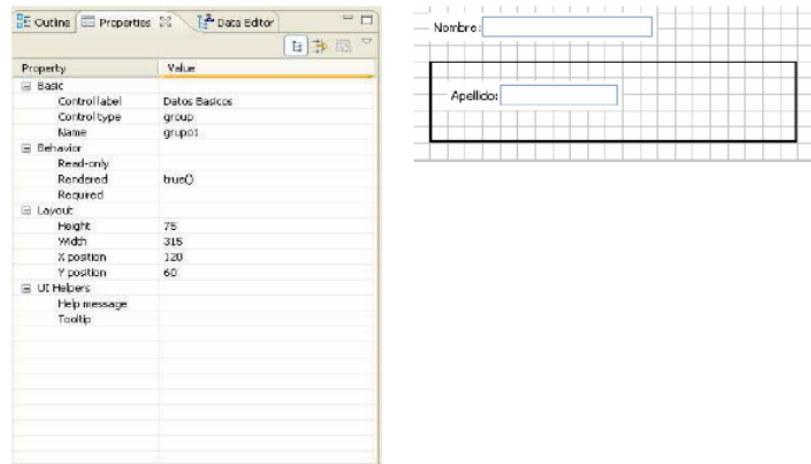 Outline Properties Data Editor
Property Value
Basic
Control label Datos Basicos
Control type group
Name grupo1
Behavior
Read-only
Rendered true()
Required
Layout
Height 75
Width 315
X position 120
Y position 60
UI Helpers
Help message
Tooltip
Nombre:
Apellido: